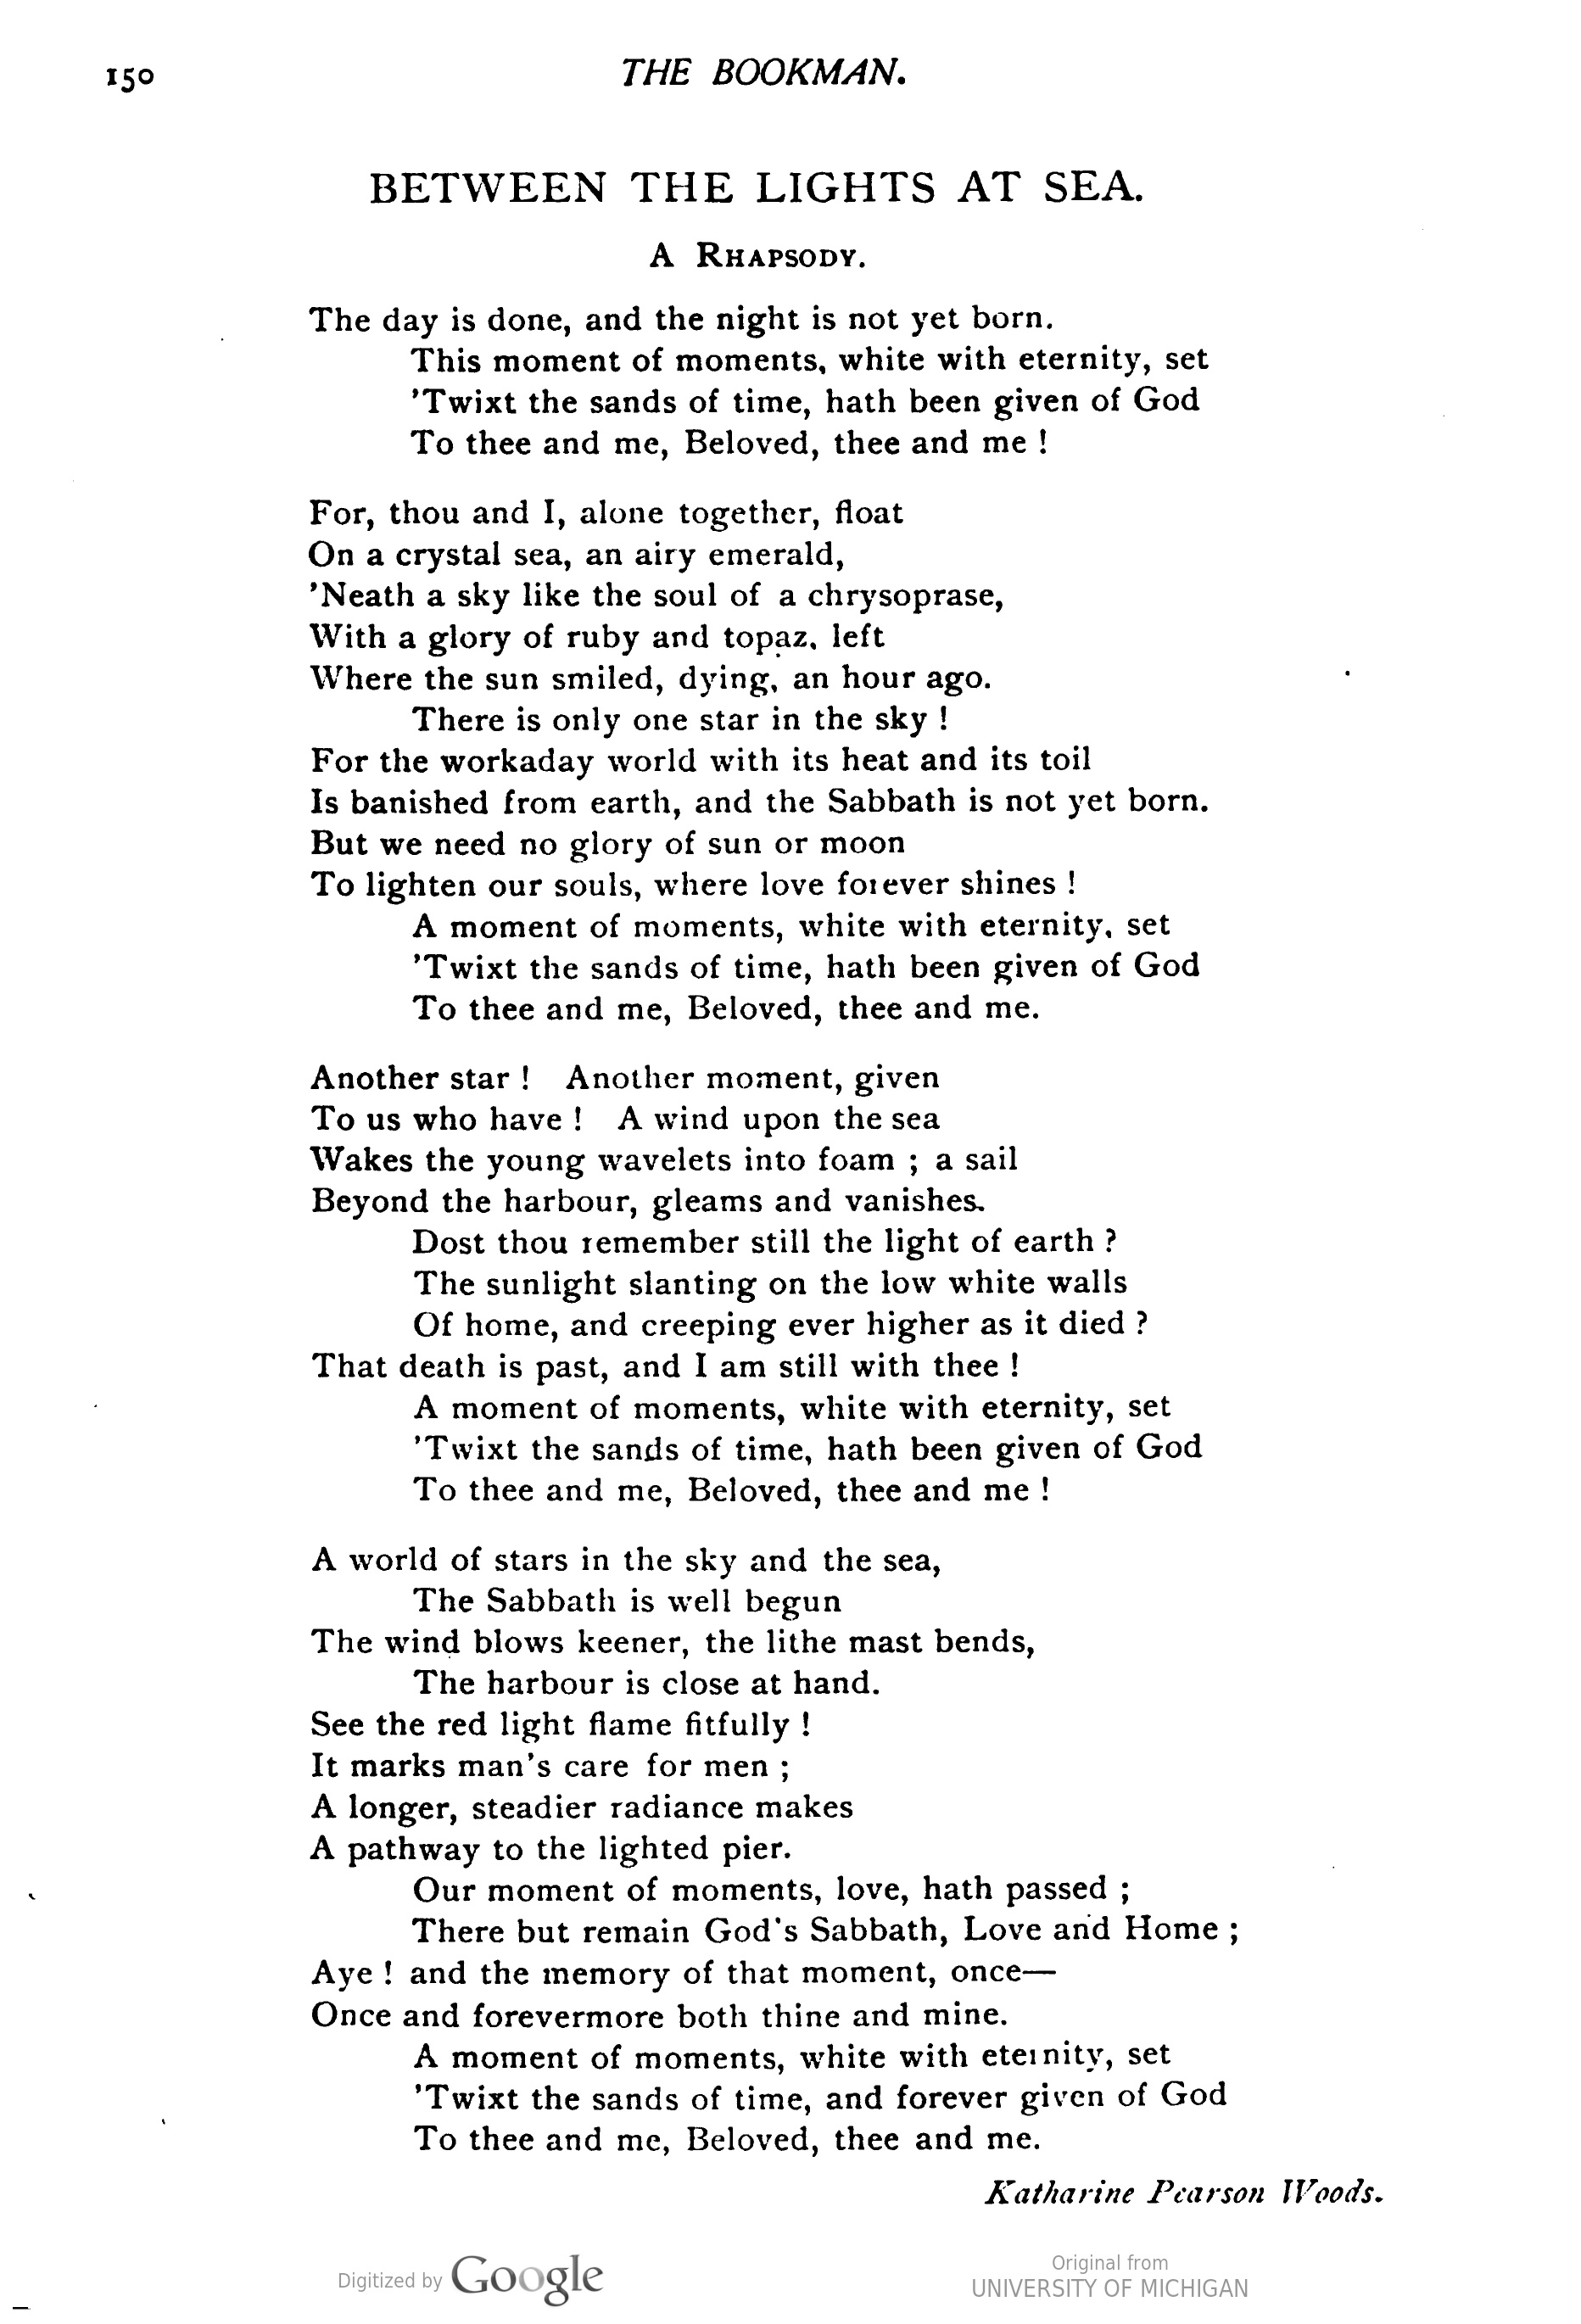 150
THE BOOKMAN.
BETWEEN THE LIGHTS AT SEA.
A RHAPSODY.
The day is done, and the night is not yet born.
This moment of moments, white with eternity, set
'Twixt the sands of time, hath been given of God
To thee and me, Beloved, thee and me !
For, thou and I, alone together, float
On a crystal sea, an airy emerald,
'Neath a sky like the soul of a chrysoprase,
With a glory of ruby and topaz, left
Where the sun smiled, dying, an hour ago.
There is only one star in the sky !
For the workaday world with its heat and its toil
Is banished from earth, and the Sabbath is not yet born.
But we need no glory of sun or moon
To lighten our souls, where love forever shines !
A moment of moments, white with eternity, set
'Twixt the sands of time, hath been given of God
To thee and me, Beloved, thee and me.
Another star ! Another moment, given
To us who have ! A wind upon the sea
Wakes the young wavelets into foam ; a sail
Beyond the harbour, gleams and vanishes.
Dost thou remember still the light of earth ?
The sunlight slanting on the low white walls
Of home, and creeping ever higher as it died ?
That death is past, and I am still with thee !
A moment of moments, white with eternity, set
'Twixt the sands of time, hath been given of God
To thee and me, Beloved, thee and me !
A world of stars in the sky and the sea,
The Sabbath is well begun
The wind blows keener, the lithe mast bends,
The harbour is close at hand.
See the red light flame fitfully !
It marks man's care for men ;
A longer, steadier radiance makes
A pathway to the lighted pier.
Our moment of moments, love, hath passed ;
There but remain God's Sabbath, Love and Home ;
Aye ! and the memory of that moment, once—
Once and forevermore both thine and mine.
A moment of moments, white with eternity, set
'Twixt the sands of time, and forever given of God
To thee and me, Beloved, thee and me.
Katharine Pearson Woods.
Digitized by Google
Original from
UNIVERSITY OF MICHIGAN